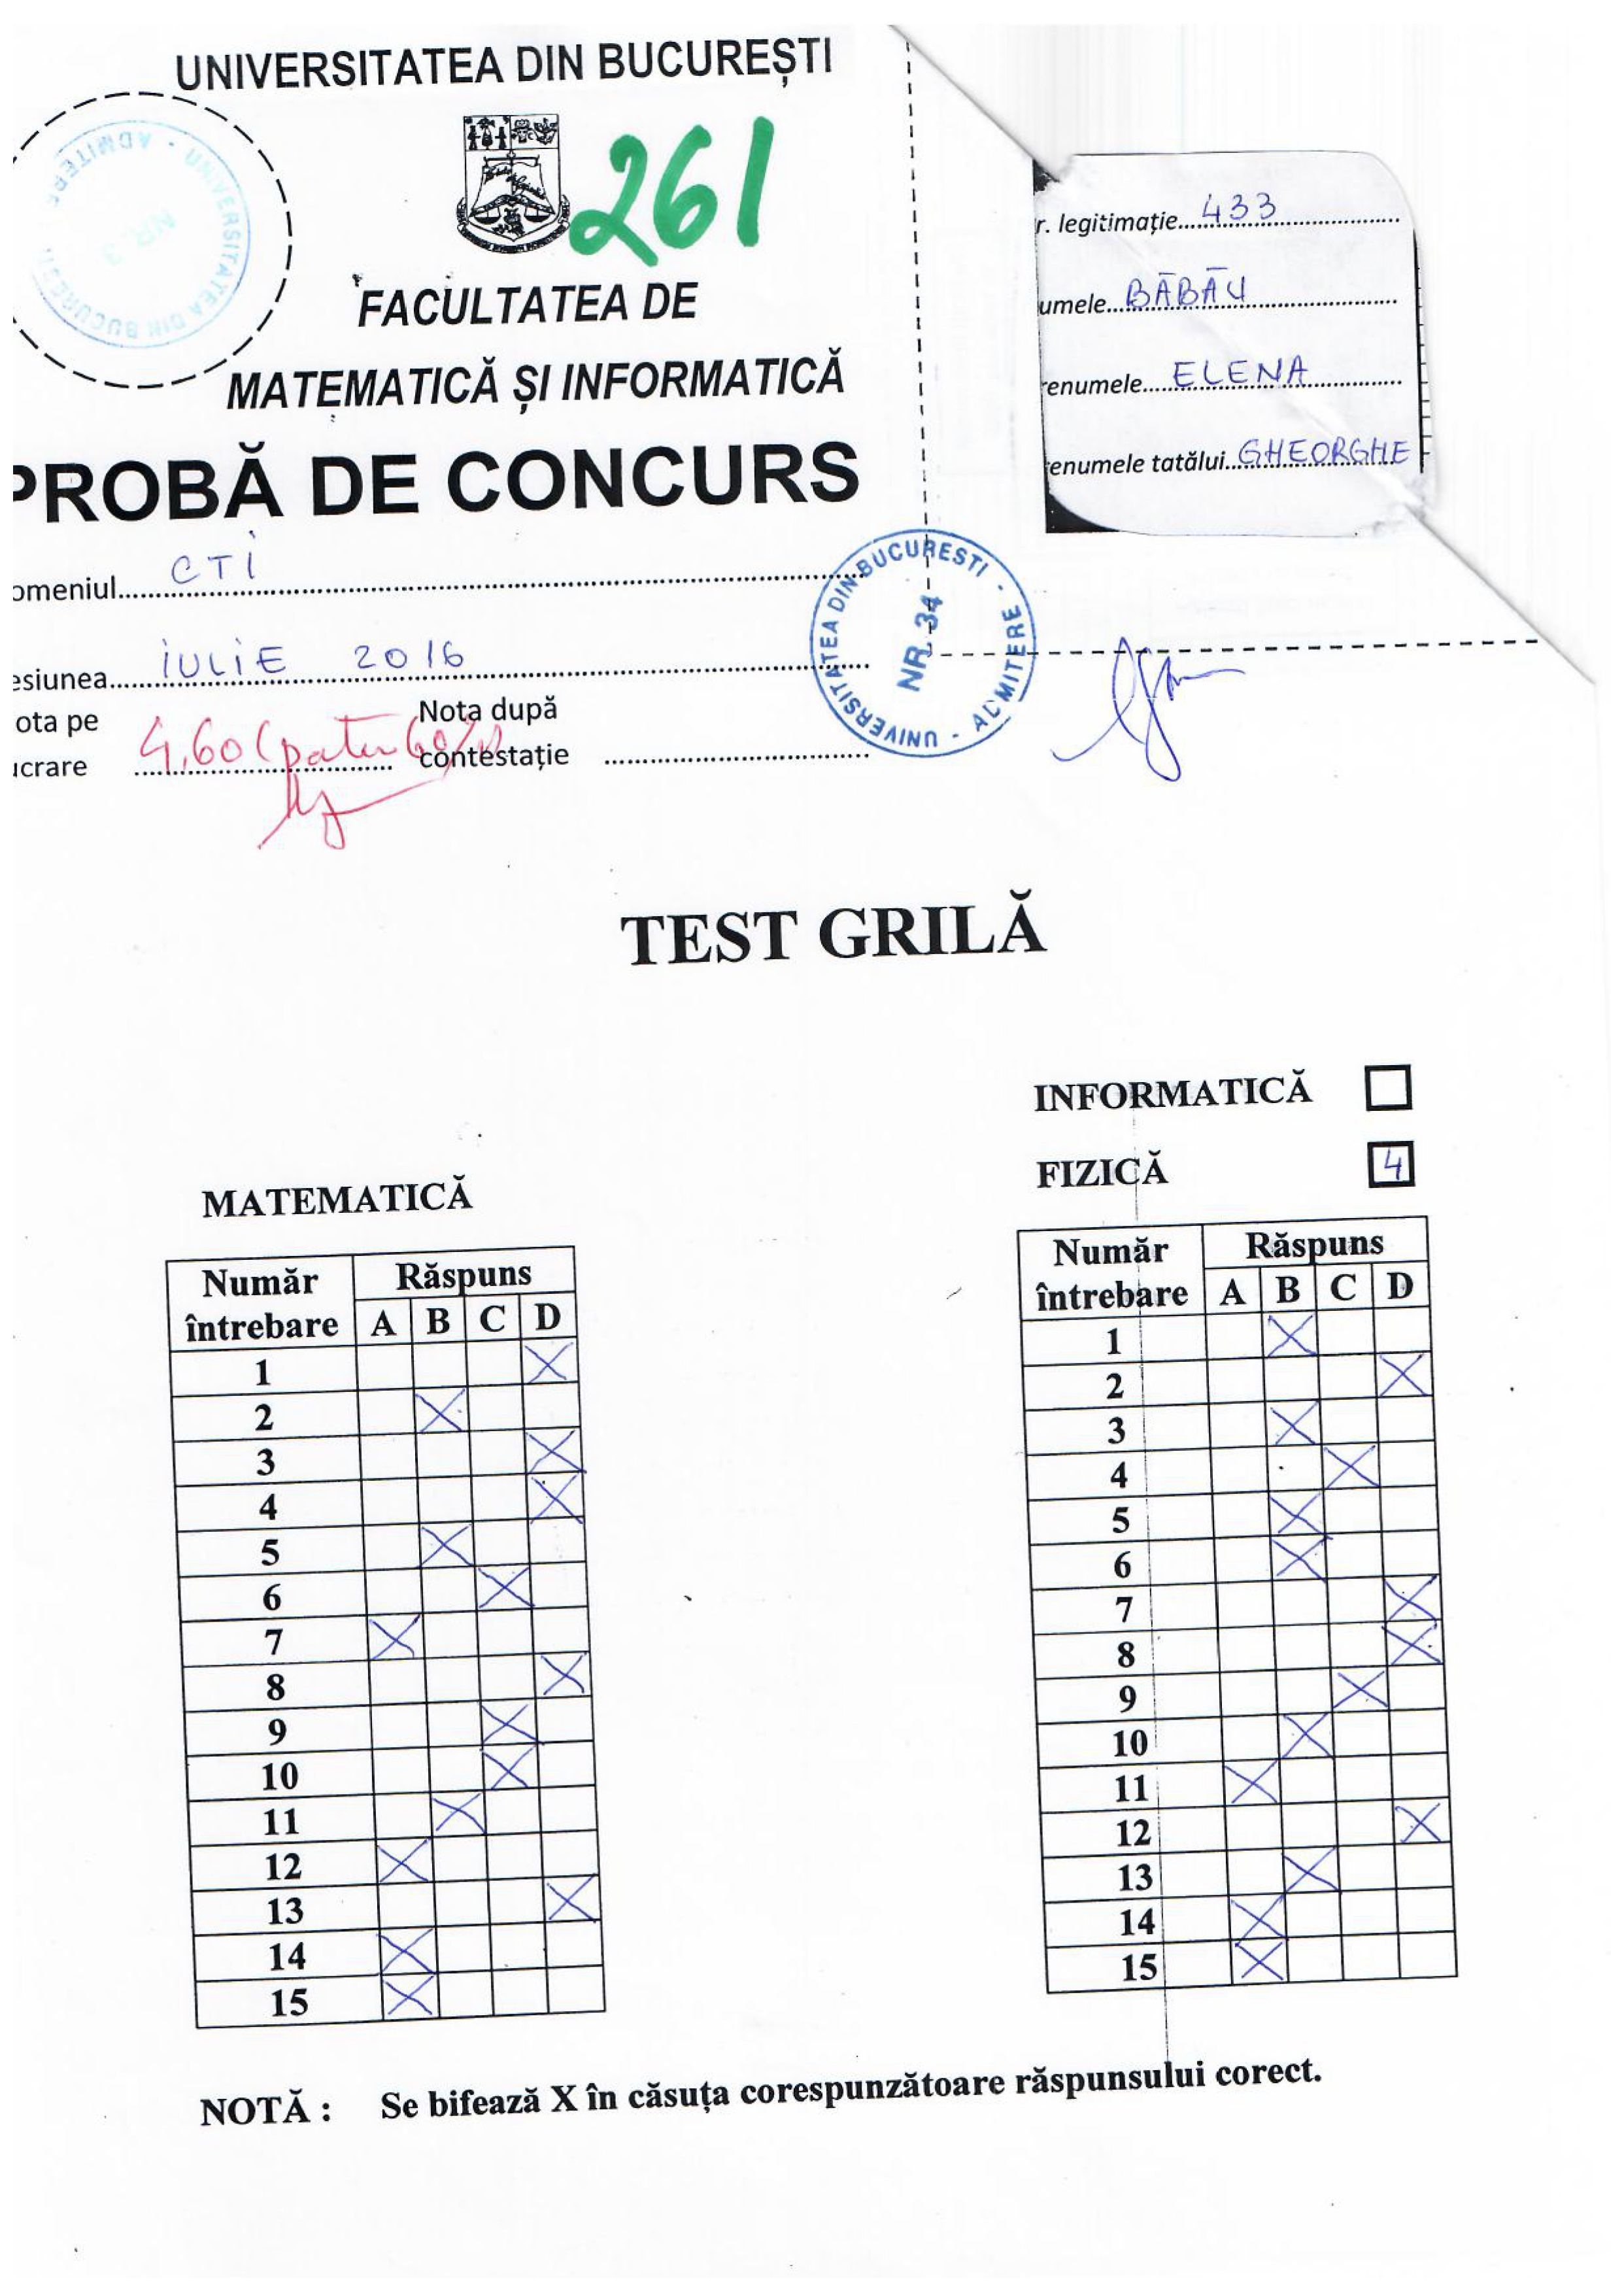 UNIVERSITATEA DIN BUCUREȘTI
ADMITERE - UNIVERSITATEA DIN BUCUREȘTI
NR. 3
261
FACULTATEA DE
MATEMATICĂ ȘI INFORMATICĂ
PROBĂ DE CONCURS
r. legitimație 433
umele BĂBĂU
renumele ELENA
renumele tatălui GHEORGHE
omeniul CTI
esiunea IULIE 2016
UNIVERSITATEA DIN BUCURESTI - ADMITERE -
NR. 34
ota pe
ucrare 4,60 (patru 60%)
Nota după
contestație
TEST GRILĂ
INFORMATICĂ
FIZICĂ 4
MATEMATICĂ
Număr întrebare Răspuns
A B C D
1 X
2 X
3 X
4 X
5 X
6 X
7 X
8 X
9 X
10 X
11 X
12 X
13 X
14 X
15 X
Număr întrebare Răspuns
A B C D
1 X
2 X
3 X
4 X
5 X
6 X
7 X
8 X
9 X
10 X
11 X
12 X
13 X
14 X
15 X
NOTĂ : Se bifează X în căsuța corespunzătoare răspunsului corect.